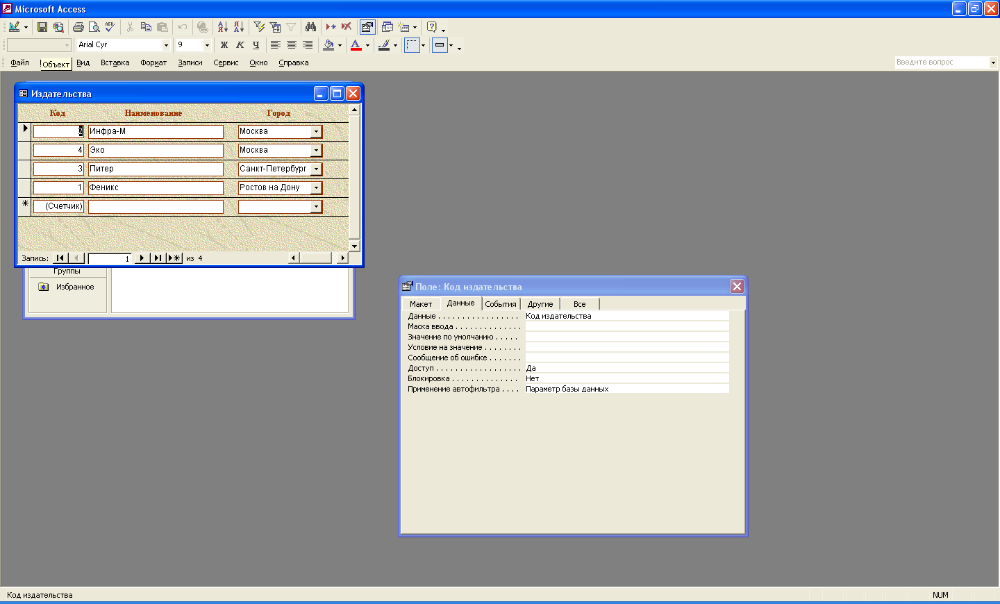 Microsoft Access
Arial Cyr 9 Ж К Ч
Файл Объект Вид Вставка Формат Записи Сервис Окно Справка Введите вопрос
Издательства
Код Наименование Город
2 Инфра-М Москва
4 Эко Москва
3 Питер Санкт-Петербург
1 Феникс Ростов на Дону
(Счетчик)
Запись: 1 из 4
Группы
Избранное
Поле: Код издательства
Макет Данные События Другие Все
Данные . . . . . . . . . . . . . . . . . Код издательства
Маска ввода . . . . . . . . . . . . . .
Значение по умолчанию . . . . .
Условие на значение . . . . . . . .
Сообщение об ошибке . . . . . . .
Доступ . . . . . . . . . . . . . . . . . . Да
Блокировка . . . . . . . . . . . . . . Нет
Применение автофильтра . . . . Параметр базы данных
Код издательства NUM